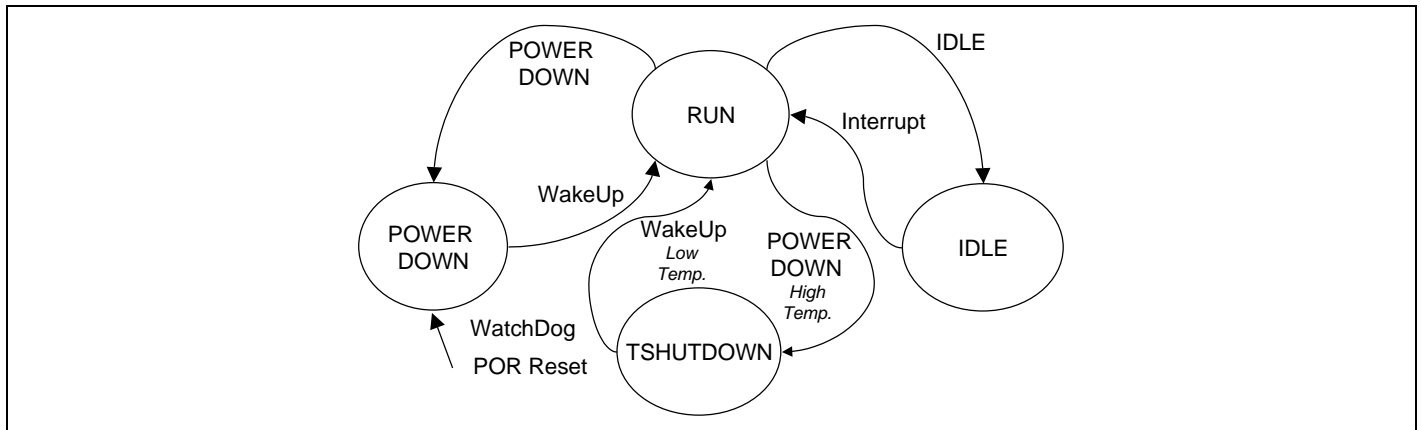 POWER
DOWN
IDLE
RUN
Interrupt
WakeUp
POWER
DOWN
WakeUp
Low
Temp.
POWER
DOWN
High
Temp.
IDLE
WatchDog
POR Reset
TSHUTDOWN